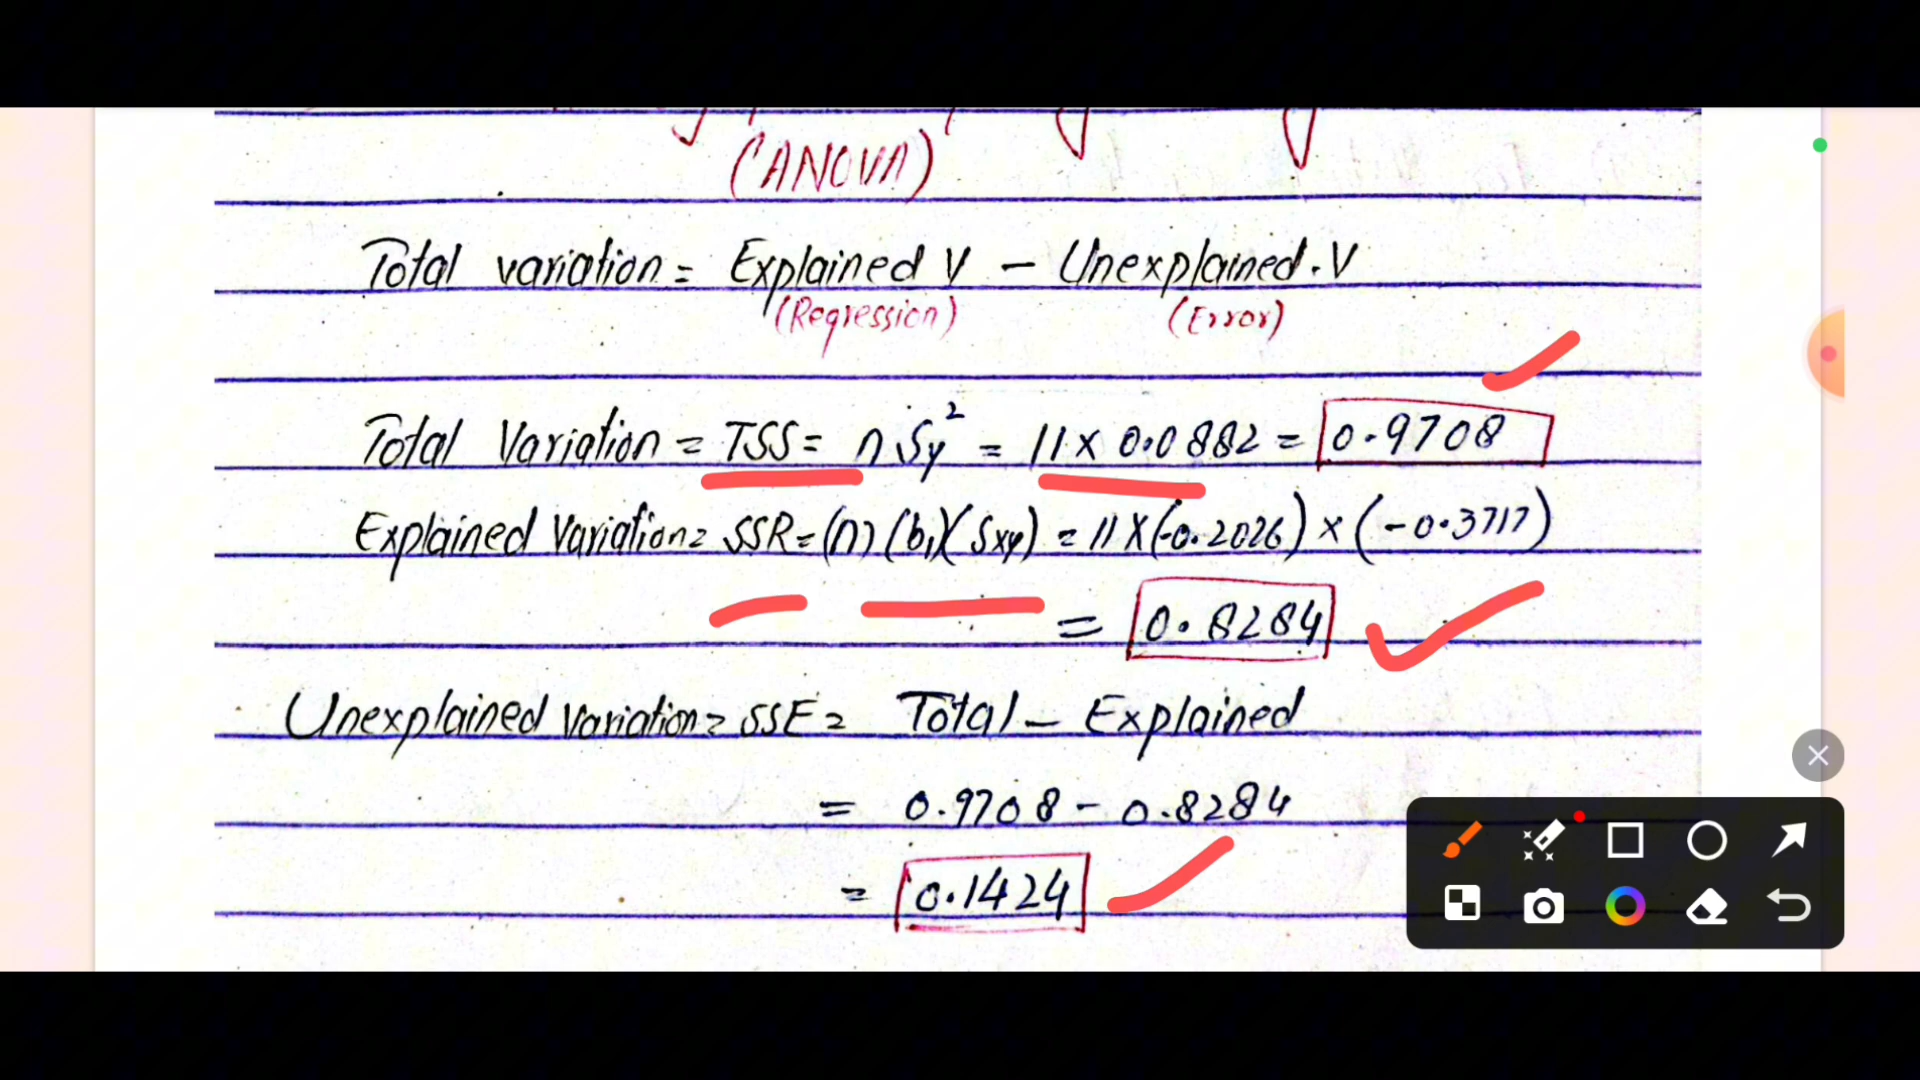 (ANOVA)
Total variation = Explained V - Unexplained.V
(Regression) (Error)
Total Variation = TSS = n Sy² = 11 x 0.0882 = 0.9708
Explained Variation = SSR = (n) (b₁)(Sxy) = 11 X(-0.2026) x (-0.3717)
= 0.8284
Unexplained Variation = SSE = Total - Explained
= 0.9708 - 0.8284
= 0.1424